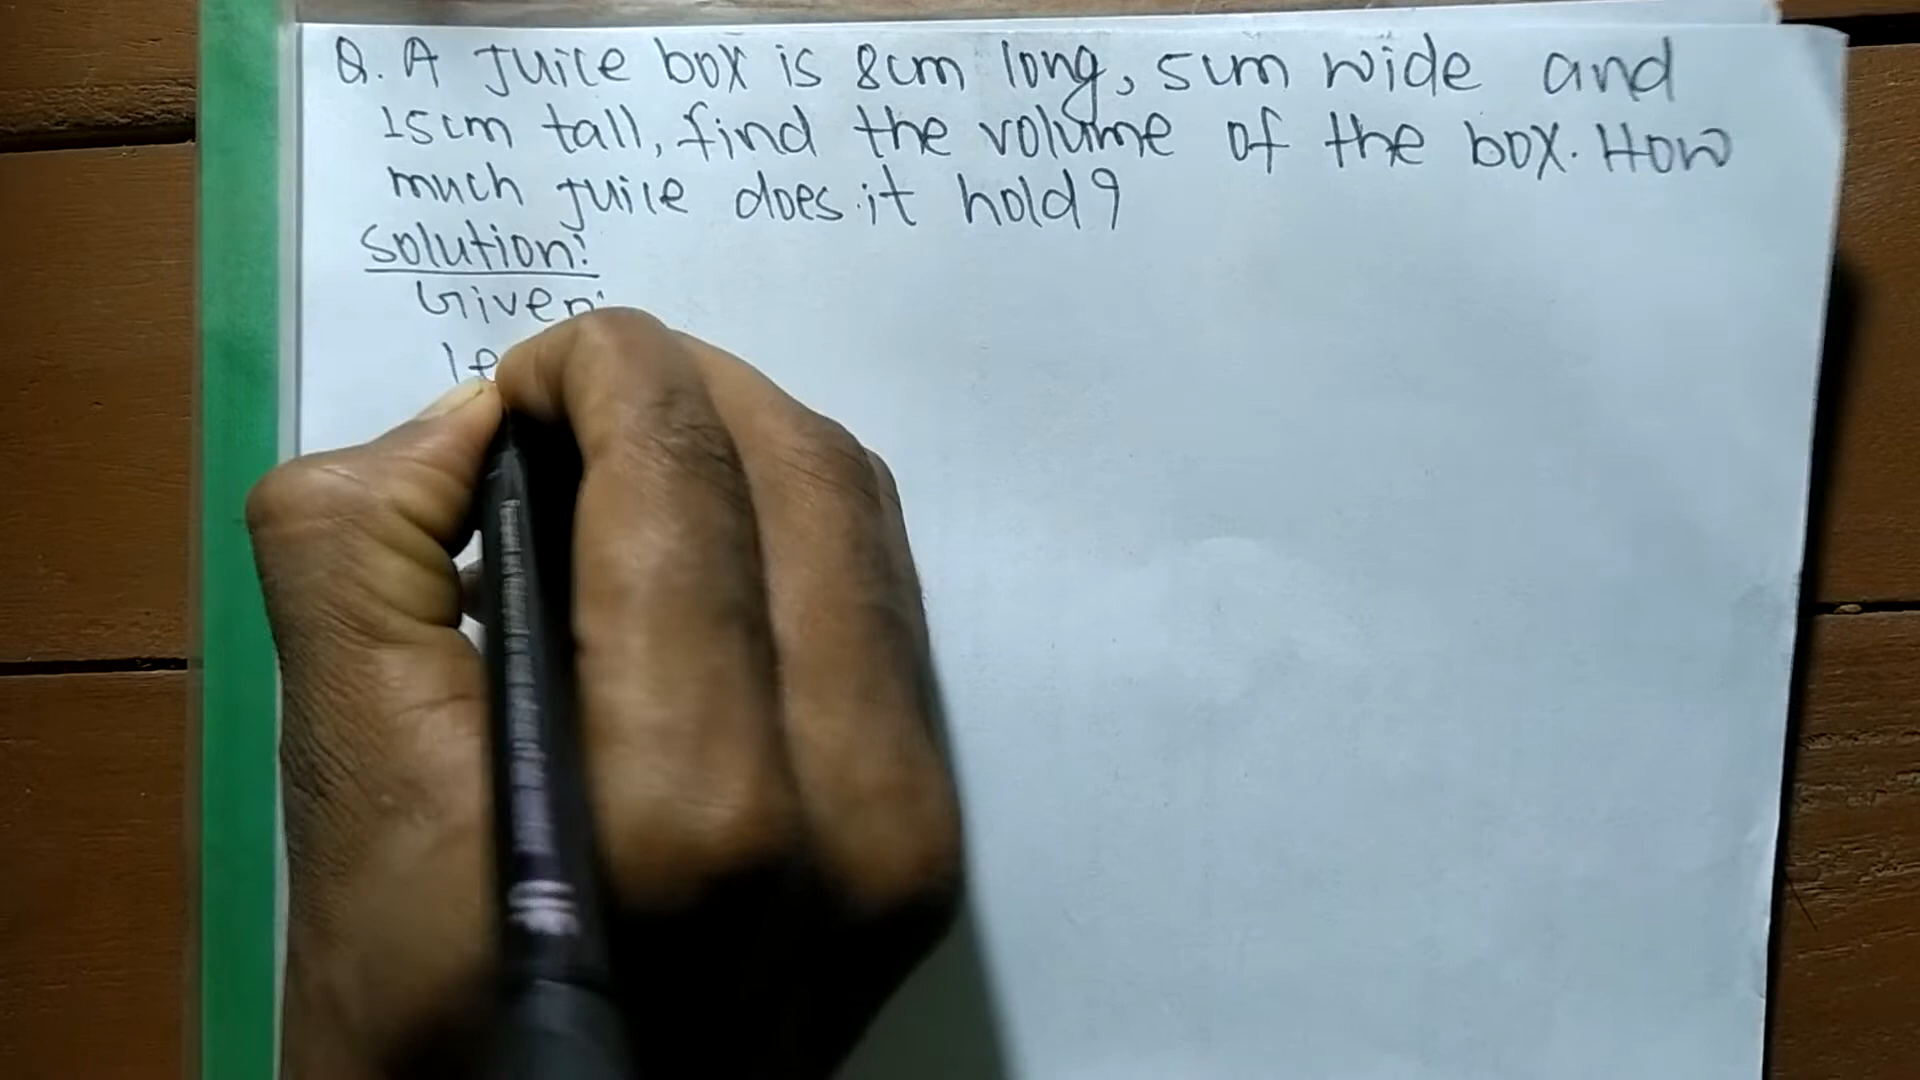 Q. A Juice box is 8cm long, 5cm wide and
15cm tall, find the volume of the box. How
much juice does it hold?
Solution:
Given:
le